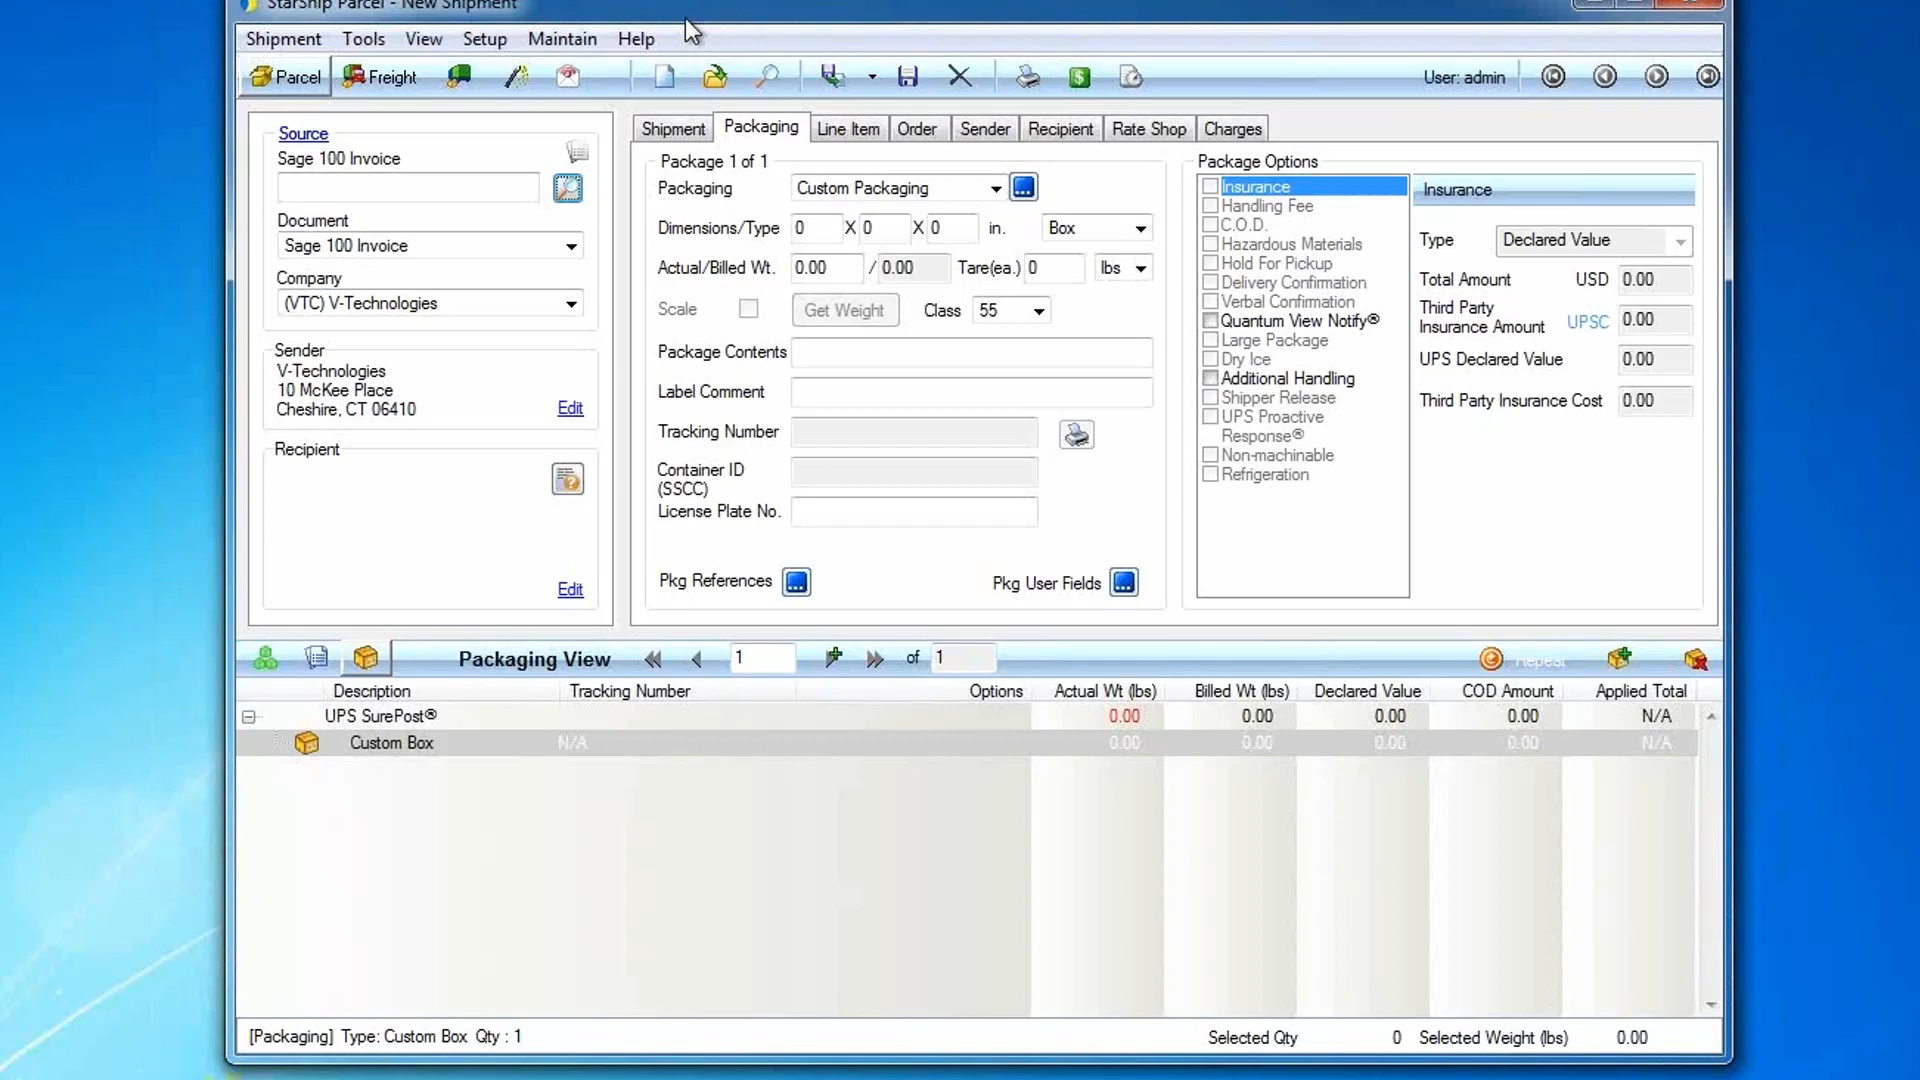 StarShip Parcel - New Shipment
Shipment Tools View Setup Maintain Help
Parcel Freight User: admin
Source
Sage 100 Invoice
Document
Sage 100 Invoice
Company
(VTC) V-Technologies
Sender
V-Technologies
10 McKee Place
Cheshire, CT 06410
Edit
Recipient
Edit
Shipment Packaging Line Item Order Sender Recipient Rate Shop Charges
Package 1 of 1
Packaging Custom Packaging
Dimensions/Type 0 X 0 X 0 in. Box
Actual/Billed Wt. 0.00 / 0.00 Tare(ea.) 0 lbs
Scale Get Weight Class 55
Package Contents
Label Comment
Tracking Number
Container ID
(SSCC)
License Plate No.
Pkg References Pkg User Fields
Package Options
Insurance
Handling Fee
C.O.D.
Hazardous Materials
Hold For Pickup
Delivery Confirmation
Verbal Confirmation
Quantum View Notify®
Large Package
Dry Ice
Additional Handling
Shipper Release
UPS Proactive
Response®
Non-machinable
Refrigeration
Insurance
Type Declared Value
Total Amount USD 0.00
Third Party
Insurance Amount UPSC 0.00
UPS Declared Value 0.00
Third Party Insurance Cost 0.00
Packaging View 1 of 1 Repeat
Description Tracking Number Options Actual Wt (lbs) Billed Wt (lbs) Declared Value COD Amount Applied Total
UPS SurePost® 0.00 0.00 0.00 0.00 N/A
Custom Box N/A 0.00 0.00 0.00 0.00 N/A
[Packaging] Type: Custom Box Qty : 1 Selected Qty 0 Selected Weight (lbs) 0.00